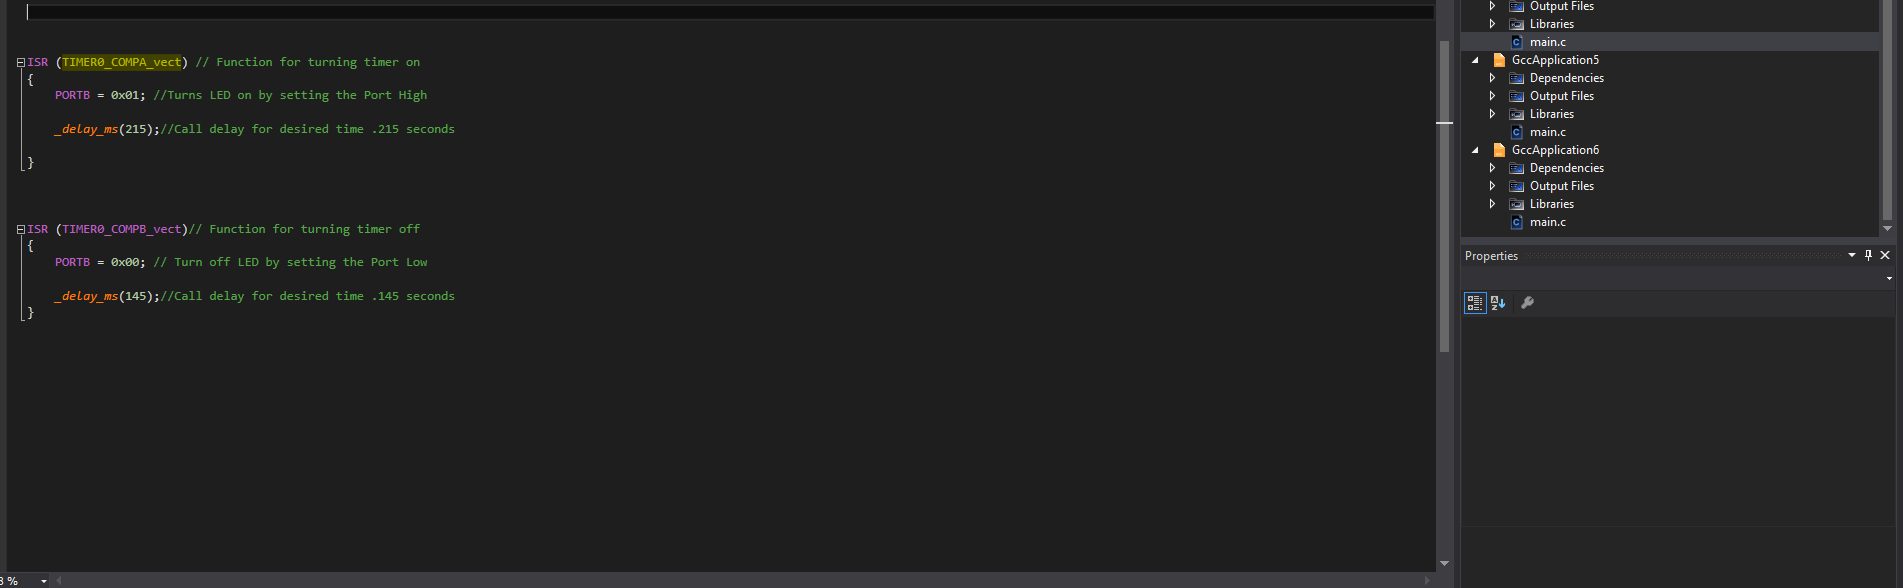 ISR (TIMER0_COMPA_vect) // Function for turning timer on
{
PORTB = 0x01; //Turns LED on by setting the Port High
_delay_ms(215);//Call delay for desired time .215 seconds
}
ISR (TIMER0_COMPB_vect)// Function for turning timer off
{
PORTB = 0x00; // Turn off LED by setting the Port Low
_delay_ms(145);//Call delay for desired time .145 seconds
}
Output Files
Libraries
main.c
GccApplication5
Dependencies
Output Files
Libraries
main.c
GccApplication6
Dependencies
Output Files
Libraries
main.c
Properties